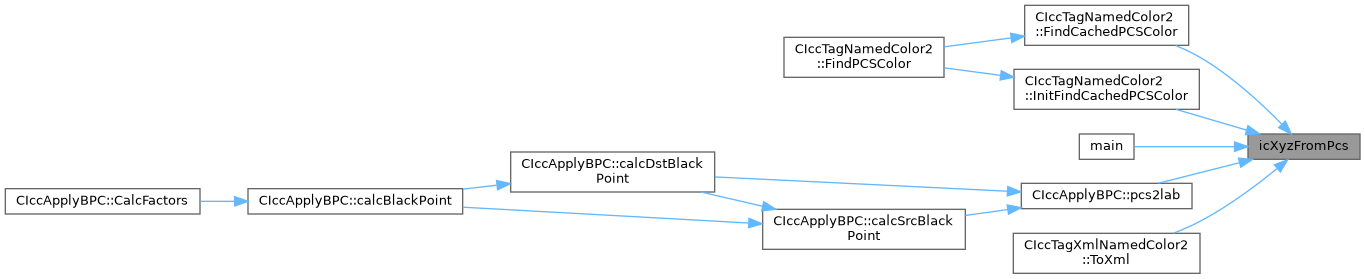 CIccTagNamedColor2
::FindCachedPCSColor
CIccTagNamedColor2
::FindPCSColor
CIccTagNamedColor2
::InitFindCachedPCSColor
main
icXyzFromPcs
CIccApplyBPC::calcDstBlack
Point
CIccApplyBPC::CalcFactors
CIccApplyBPC::calcBlackPoint
CIccApplyBPC::pcs2lab
CIccApplyBPC::calcSrcBlack
Point
CIccTagXmlNamedColor2
::ToXml